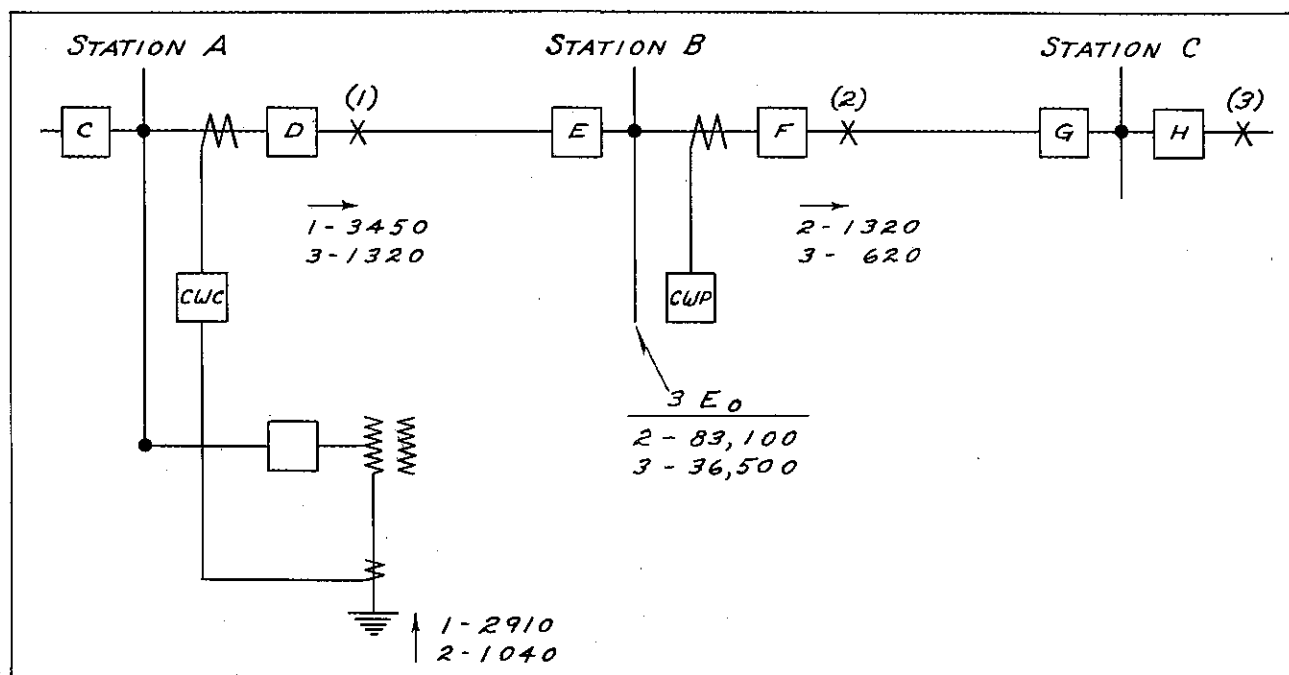 STATION A
STATION B
STATION C
C
D
(1)
E
F
(2)
G
H
(3)
1 - 3450
3 - 1320
2 - 1320
3 - 620
CWC
CWP
3 E₀
2 - 83,100
3 - 36,500
1 - 2910
2 - 1040